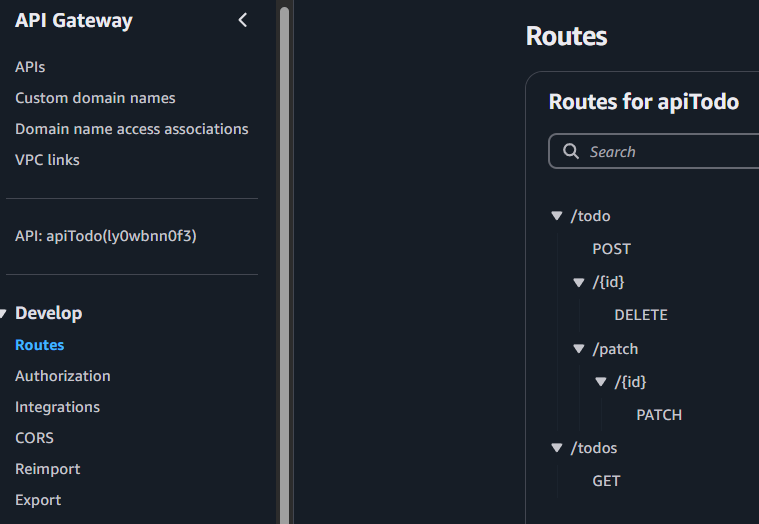 API Gateway
APIs
Custom domain names
Domain name access associations
VPC links
API: apiTodo(ly0wbnn0f3)
Develop
Routes
Authorization
Integrations
CORS
Reimport
Export
Routes
Routes for apiTodo
Search
/todo
POST
/{id}
DELETE
/patch
/{id}
PATCH
/todos
GET